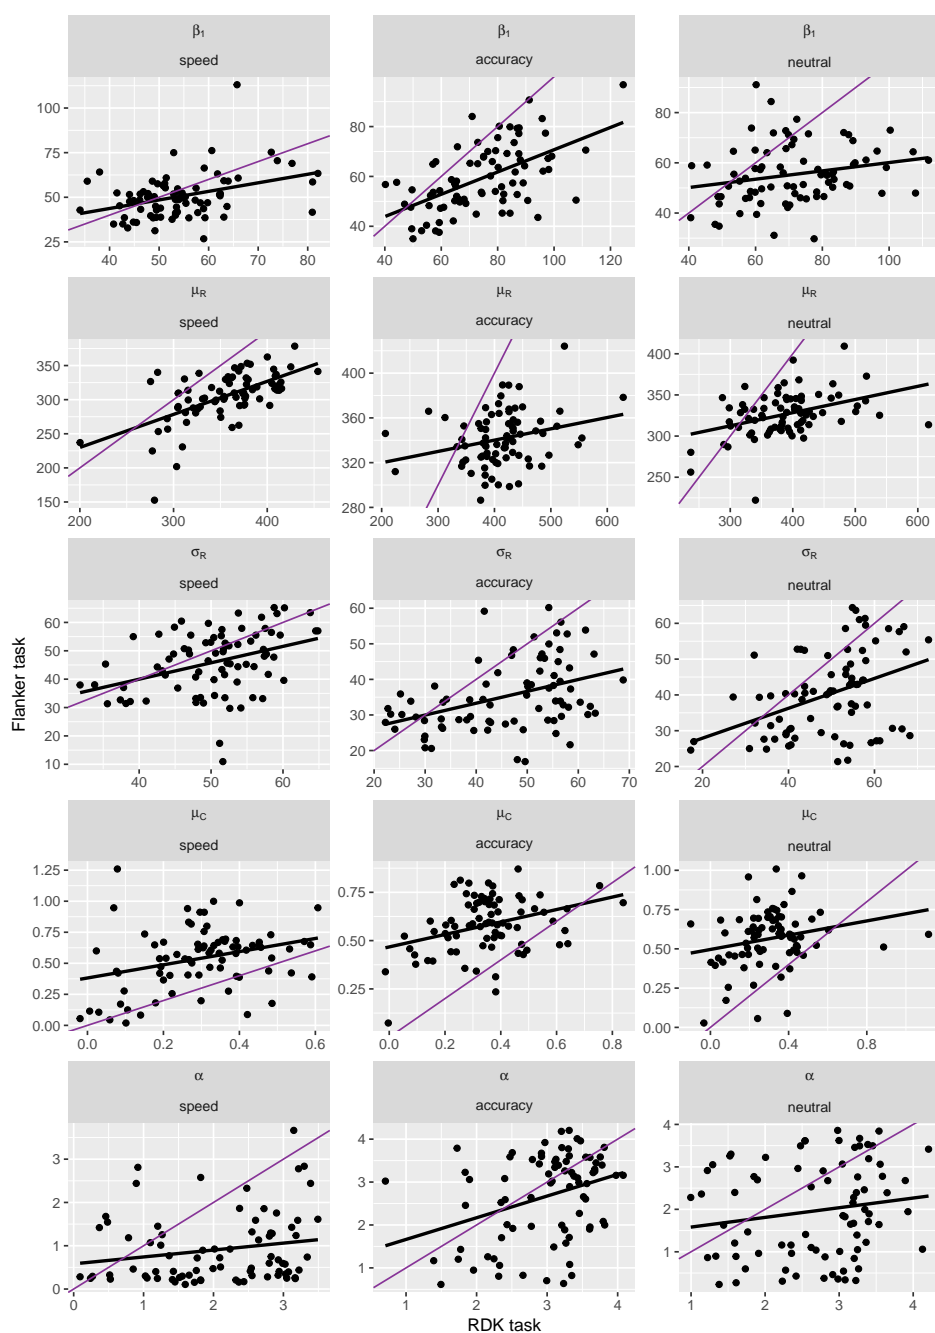 β1 β1 β1
speed accuracy neutral
100
75
50
25
40 50 60 70 80
80
60
40
40 60 80 100 120
80
60
40
40 60 80 100
μR μR μR
speed accuracy neutral
350
300
250
200
150
200 300 400
400
360
320
280
200 300 400 500 600
400
350
300
250
300 400 500 600
σR σR σR
speed accuracy neutral
60
50
40
30
20
10
40 50 60
60
50
40
30
20
20 30 40 50 60 70
60
50
40
30
20
20 40 60
Flanker task
μC μC μC
speed accuracy neutral
1.25
1.00
0.75
0.50
0.25
0.00
0.0 0.2 0.4 0.6
0.75
0.50
0.25
0.0 0.2 0.4 0.6 0.8
1.00
0.75
0.50
0.25
0.00
0.0 0.4 0.8
α α α
speed accuracy neutral
3
2
1
0
0 1 2 3
4
3
2
1
1 2 3 4
4
3
2
1
1 2 3 4
RDK task